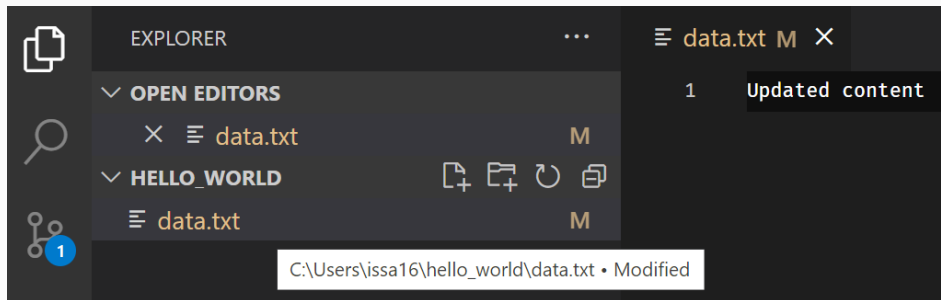 EXPLORER ···
OPEN EDITORS
data.txt M
HELLO_WORLD
data.txt M
C:\Users\issa16\hello_world\data.txt • Modified
1
data.txt M
1 Updated content